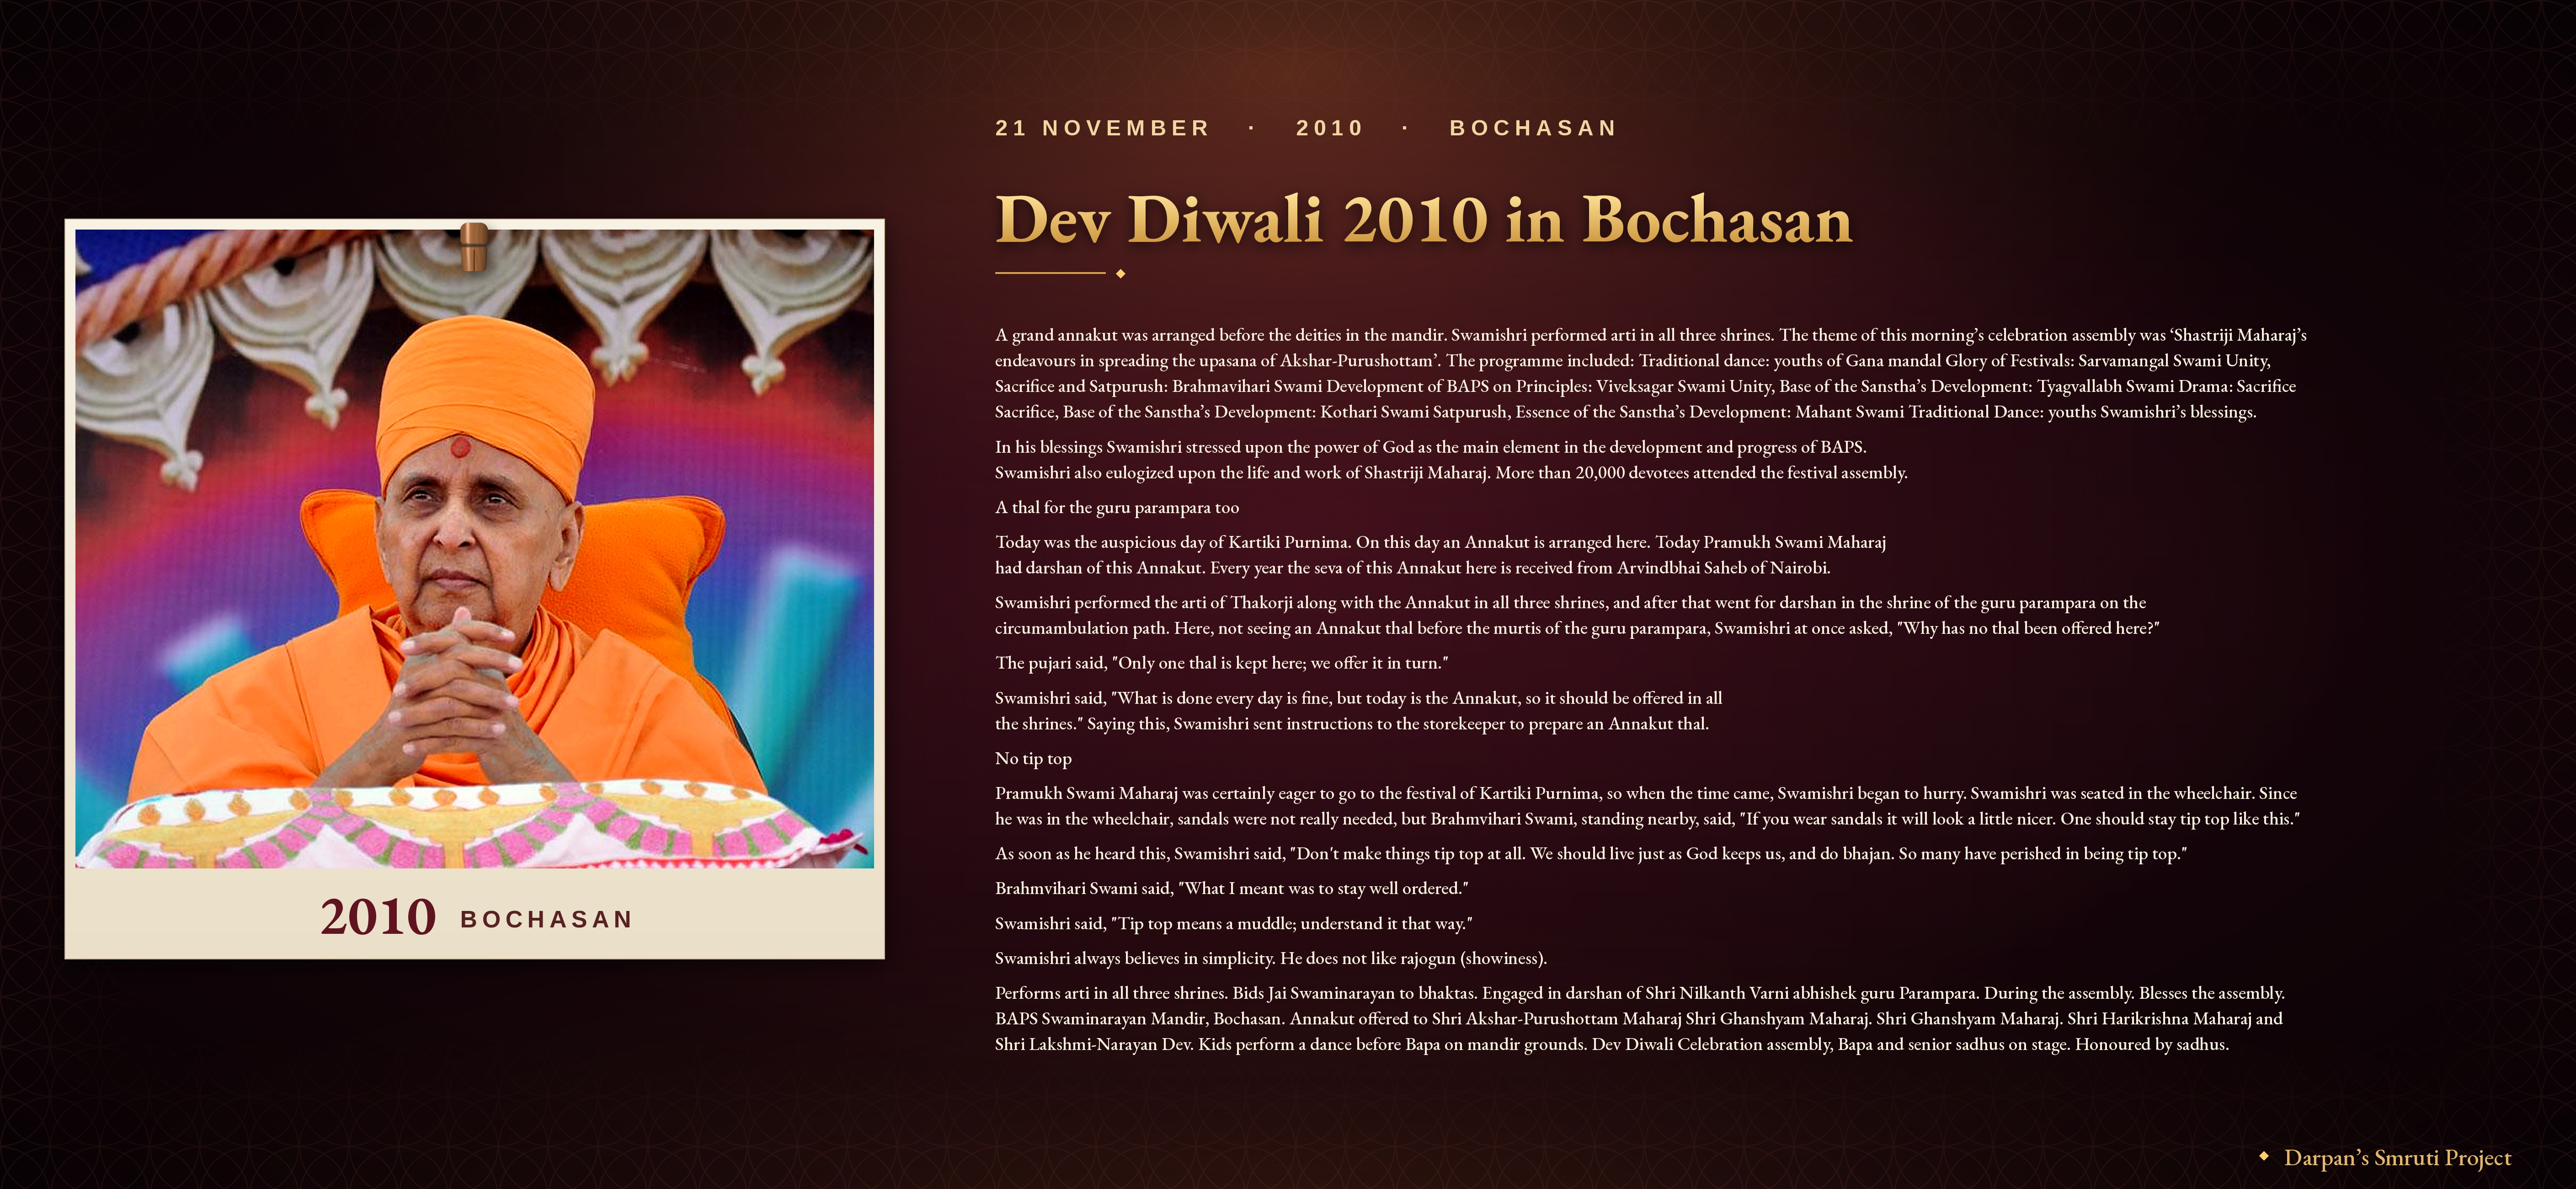 21 NOVEMBER · 2010 · BOCHASAN
Dev Diwali 2010 in Bochasan
A grand annakut was arranged before the deities in the mandir. Swamishri performed arti in all three shrines. The theme of this morning’s celebration assembly was ‘Shastriji Maharaj’s
endeavours in spreading the upasana of Akshar-Purushottam’. The programme included: Traditional dance: youths of Gana mandal Glory of Festivals: Sarvamangal Swami Unity,
Sacrifice and Satpurush: Brahmavihari Swami Development of BAPS on Principles: Viveksagar Swami Unity, Base of the Sanstha’s Development: Tyagvallabh Swami Drama: Sacrifice
Sacrifice, Base of the Sanstha’s Development: Kothari Swami Satpurush, Essence of the Sanstha’s Development: Mahant Swami Traditional Dance: youths Swamishri’s blessings.
In his blessings Swamishri stressed upon the power of God as the main element in the development and progress of BAPS.
Swamishri also eulogized upon the life and work of Shastriji Maharaj. More than 20,000 devotees attended the festival assembly.
A thal for the guru parampara too
Today was the auspicious day of Kartiki Purnima. On this day an Annakut is arranged here. Today Pramukh Swami Maharaj
had darshan of this Annakut. Every year the seva of this Annakut here is received from Arvindbhai Saheb of Nairobi.
Swamishri performed the arti of Thakorji along with the Annakut in all three shrines, and after that went for darshan in the shrine of the guru parampara on the
circumambulation path. Here, not seeing an Annakut thal before the murtis of the guru parampara, Swamishri at once asked, "Why has no thal been offered here?"
The pujari said, "Only one thal is kept here; we offer it in turn."
Swamishri said, "What is done every day is fine, but today is the Annakut, so it should be offered in all
the shrines." Saying this, Swamishri sent instructions to the storekeeper to prepare an Annakut thal.
No tip top
Pramukh Swami Maharaj was certainly eager to go to the festival of Kartiki Purnima, so when the time came, Swamishri began to hurry. Swamishri was seated in the wheelchair. Since
he was in the wheelchair, sandals were not really needed, but Brahmvihari Swami, standing nearby, said, "If you wear sandals it will look a little nicer. One should stay tip top like this."
As soon as he heard this, Swamishri said, "Don't make things tip top at all. We should live just as God keeps us, and do bhajan. So many have perished in being tip top."
Brahmvihari Swami said, "What I meant was to stay well ordered."
Swamishri said, "Tip top means a muddle; understand it that way."
Swamishri always believes in simplicity. He does not like rajogun (showiness).
Performs arti in all three shrines. Bids Jai Swaminarayan to bhaktas. Engaged in darshan of Shri Nilkanth Varni abhishek guru Parampara. During the assembly. Blesses the assembly.
BAPS Swaminarayan Mandir, Bochasan. Annakut offered to Shri Akshar-Purushottam Maharaj Shri Ghanshyam Maharaj. Shri Ghanshyam Maharaj. Shri Harikrishna Maharaj and
Shri Lakshmi-Narayan Dev. Kids perform a dance before Bapa on mandir grounds. Dev Diwali Celebration assembly, Bapa and senior sadhus on stage. Honoured by sadhus.
2010 BOCHASAN
Darpan’s Smruti Project